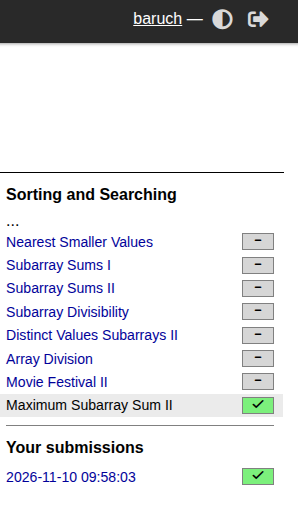 baruch —
Sorting and Searching
...
Nearest Smaller Values –
Subarray Sums I –
Subarray Sums II –
Subarray Divisibility –
Distinct Values Subarrays II –
Array Division –
Movie Festival II –
Maximum Subarray Sum II ✓
Your submissions
2026-11-10 09:58:03 ✓